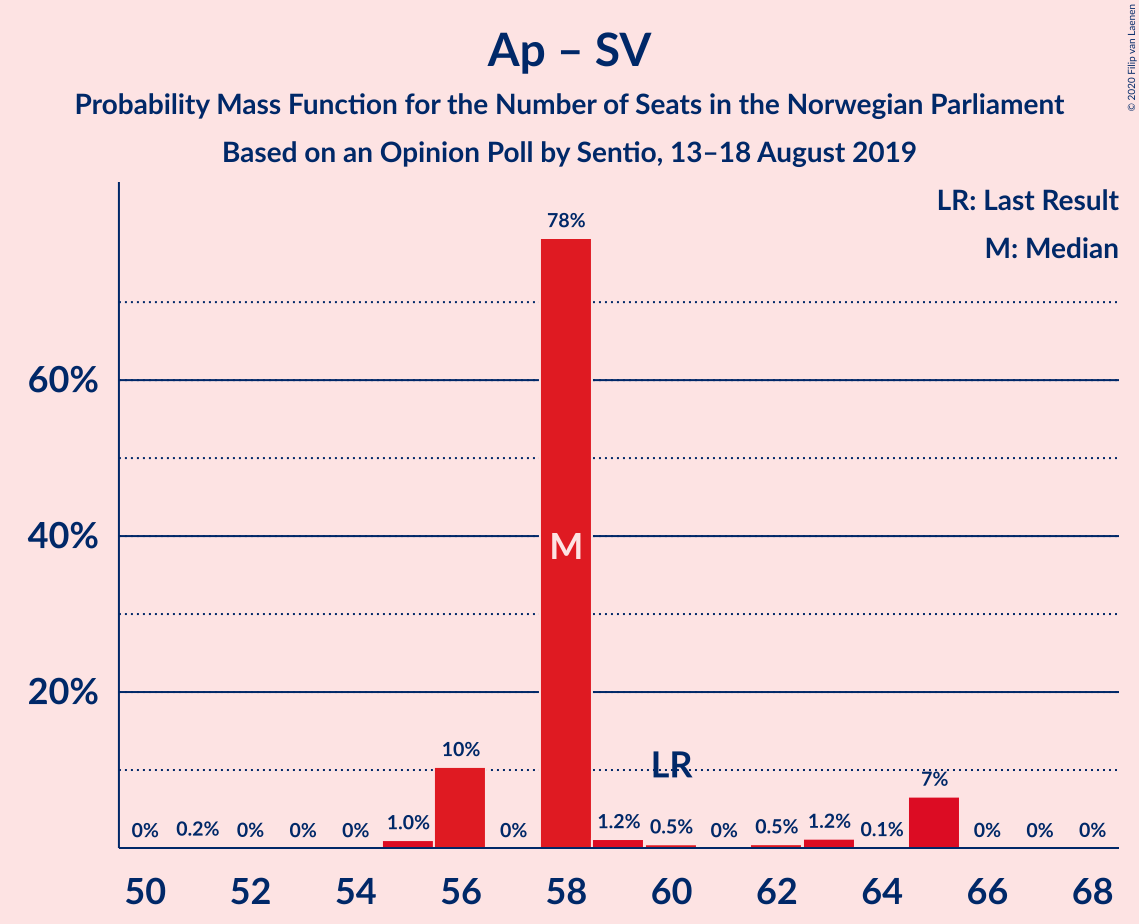 Ap – SV
Probability Mass Function for the Number of Seats in the Norwegian Parliament
Based on an Opinion Poll by Sentio, 13–18 August 2019
© 2020 Filip van Laenen
LR: Last Result
M: Median
60%
40%
20%
0%
0.2%
0%
0%
0%
1.0%
10%
0%
78%
M
1.2%
LR
0.5%
0%
0.5%
1.2%
0.1%
7%
0%
0%
0%
50 52 54 56 58 60 62 64 66 68